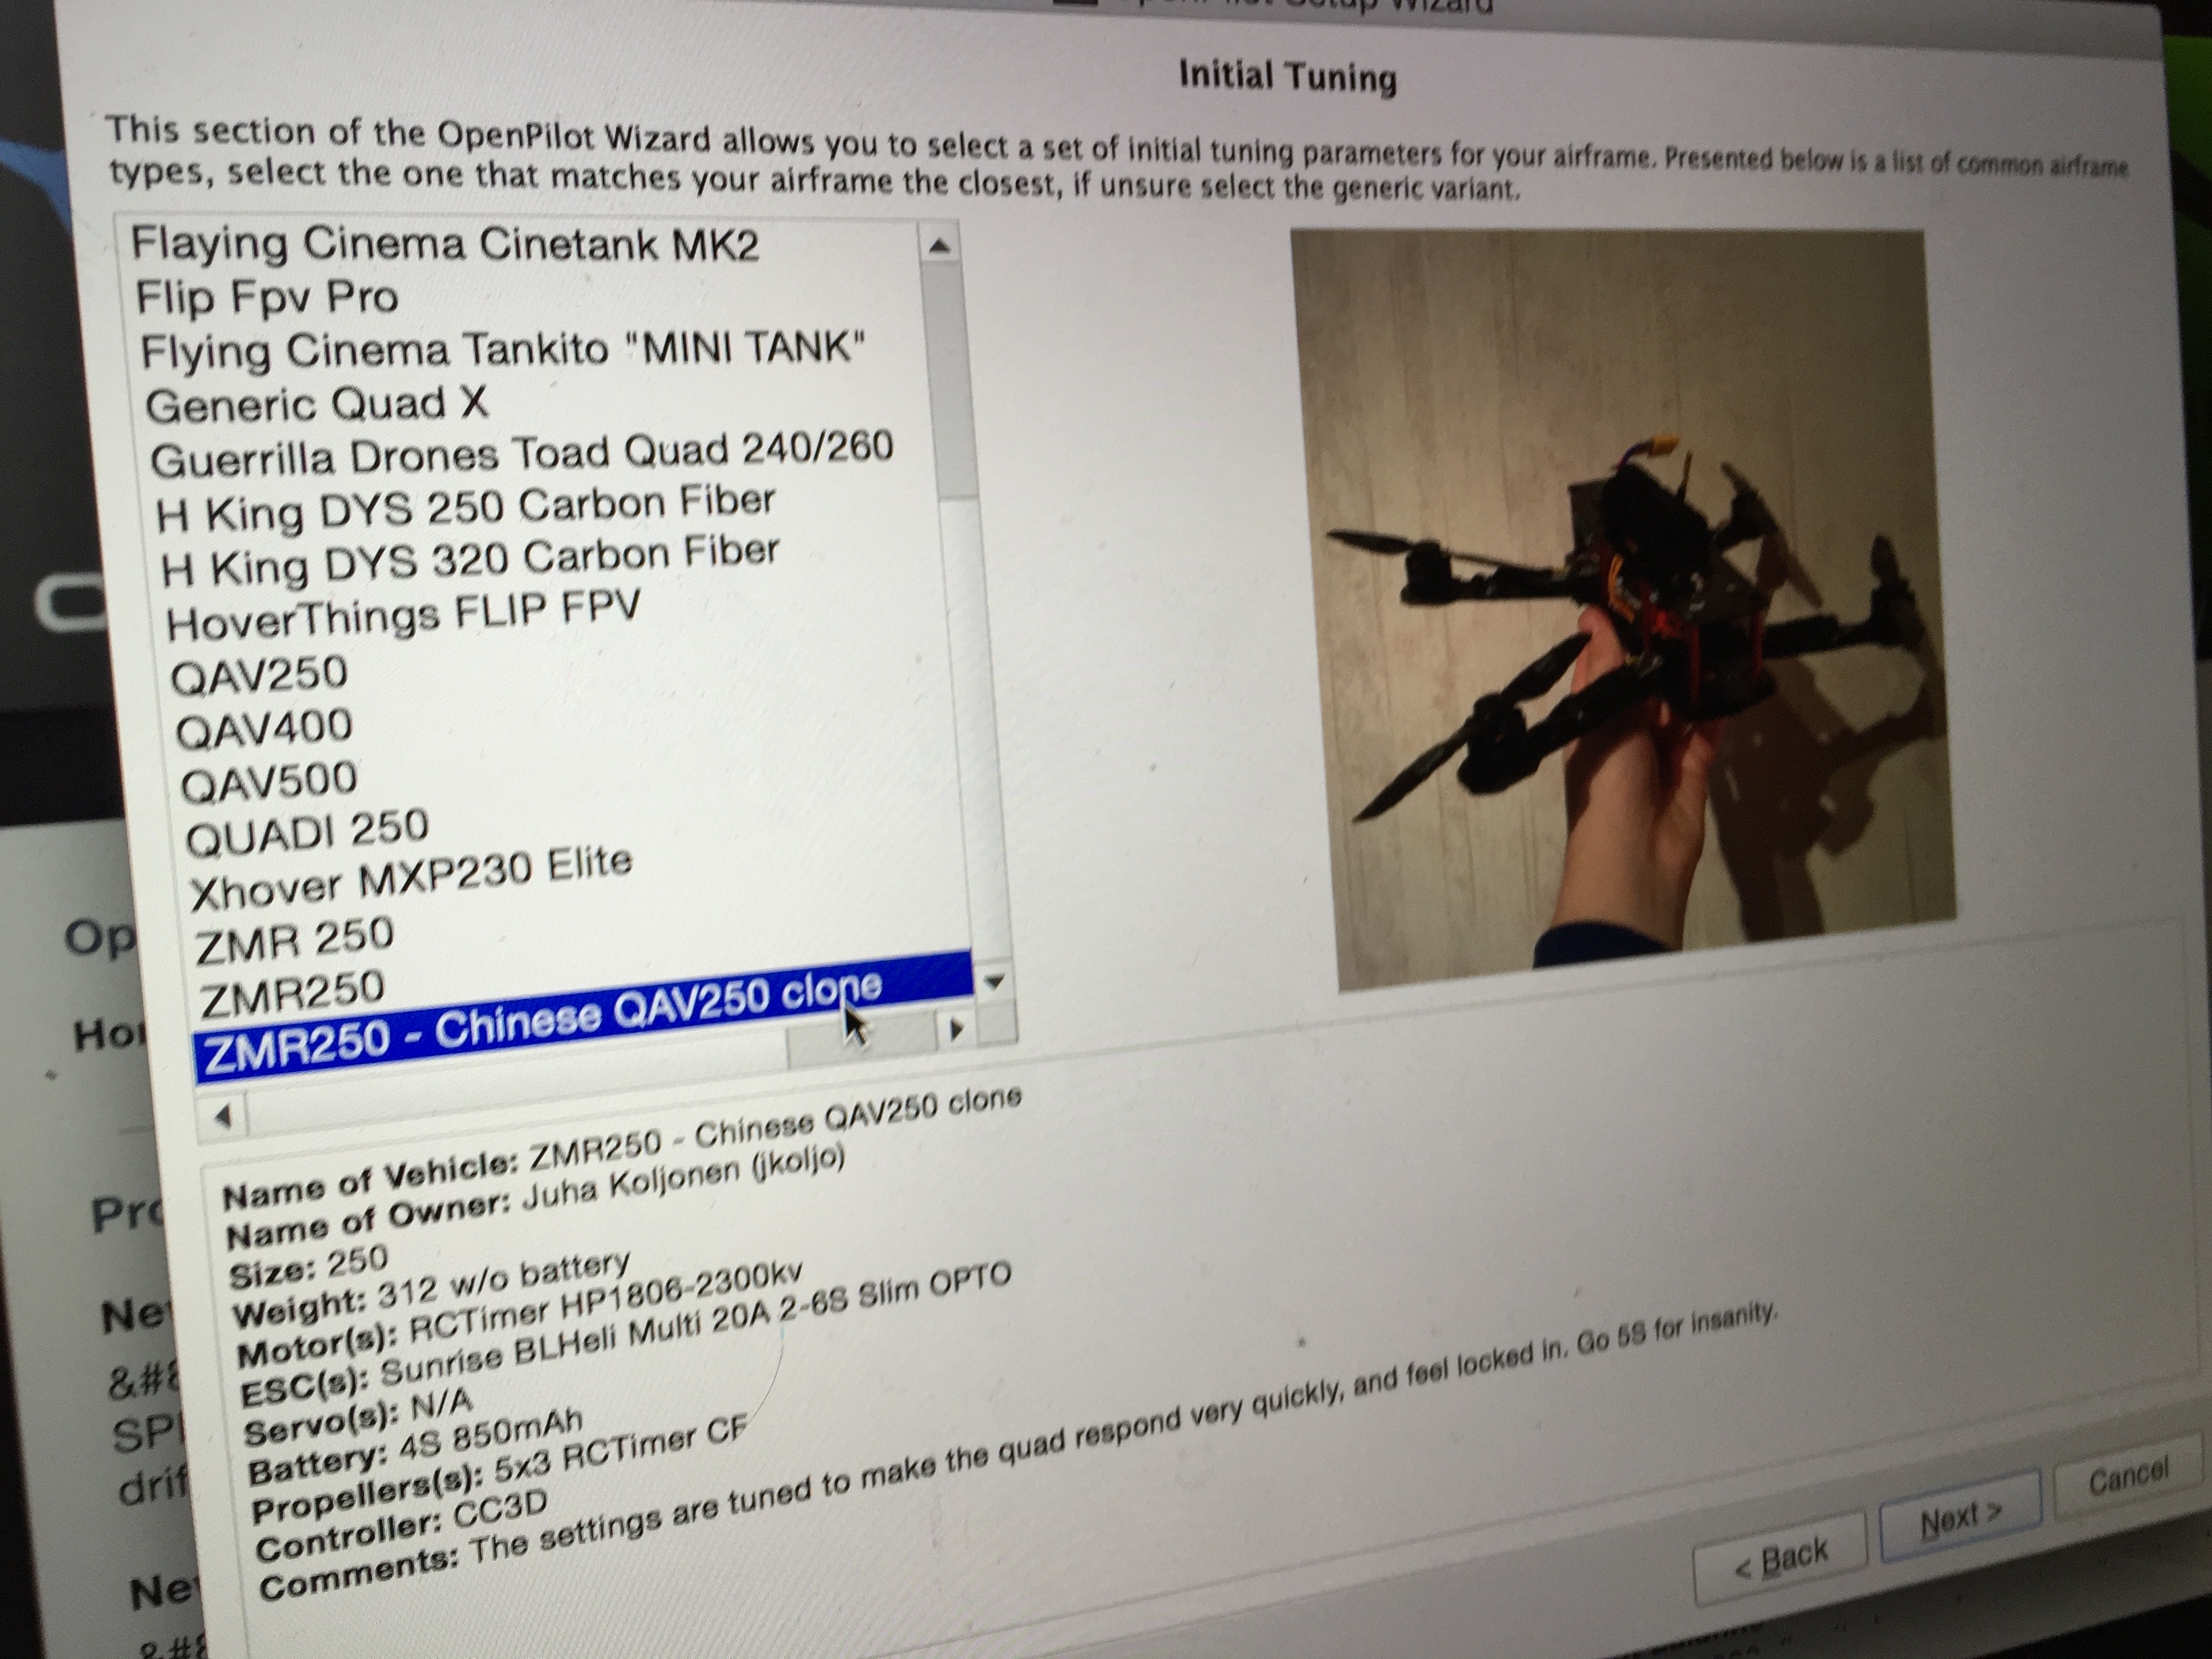 Setup Wizard
Initial Tuning
This section of the OpenPilot Wizard allows you to select a set of initial tuning parameters for your airframe. Presented below is a list of common airframe
types, select the one that matches your airframe the closest, if unsure select the generic variant.
Flaying Cinema Cinetank MK2
Flip Fpv Pro
Flying Cinema Tankito "MINI TANK"
Generic Quad X
Guerrilla Drones Toad Quad 240/260
H King DYS 250 Carbon Fiber
H King DYS 320 Carbon Fiber
HoverThings FLIP FPV
QAV250
QAV400
QAV500
QUADI 250
Xhover MXP230 Elite
ZMR 250
ZMR250
ZMR250 - Chinese QAV250 clone
Name of Vehicle: ZMR250 - Chinese QAV250 clone
Name of Owner: Juha Koljonen (jkoljo)
Size: 250
Weight: 312 w/o battery
Motor(s): RCTimer HP1806-2300kv
ESC(s): Sunrise BLHeli Multi 20A 2-6S Slim OPTO
Servo(s): N/A
Battery: 4S 850mAh
Propellers(s): 5x3 RCTimer CF
Controller: CC3D
Comments: The settings are tuned to make the quad respond very quickly, and feel locked in. Go 5S for insanity.
< Back
Next >
Cancel
Op
Hor
Pro
Ne
&#8
SPI
drif
Ne
&#8